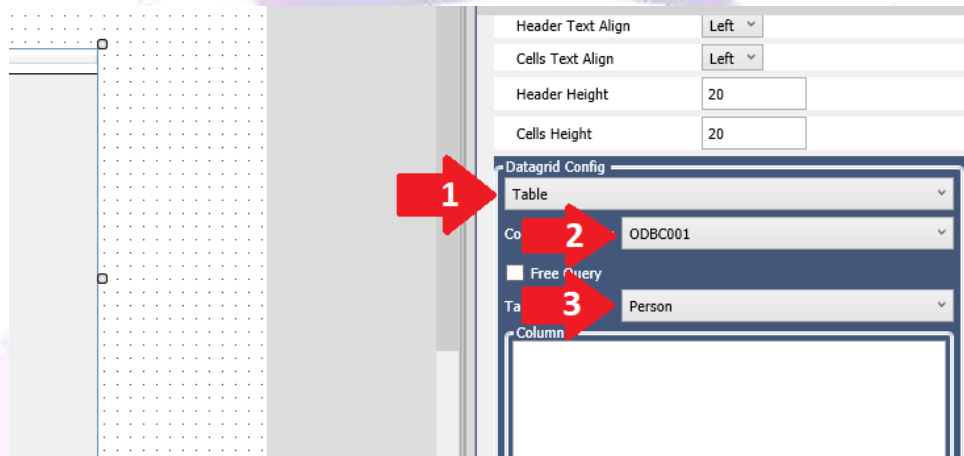 Header Text Align Left
Cells Text Align Left
Header Height 20
Cells Height 20
Datagrid Config
1 Table
2 ODBC001
Free Query
3 Person
Column